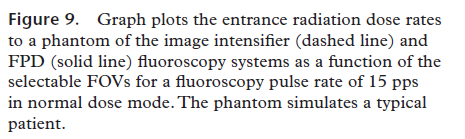 Figure 9. Graph plots the entrance radiation dose rates
to a phantom of the image intensifier (dashed line) and
FPD (solid line) fluoroscopy systems as a function of the
selectable FOVs for a fluoroscopy pulse rate of 15 pps
in normal dose mode. The phantom simulates a typical
patient.